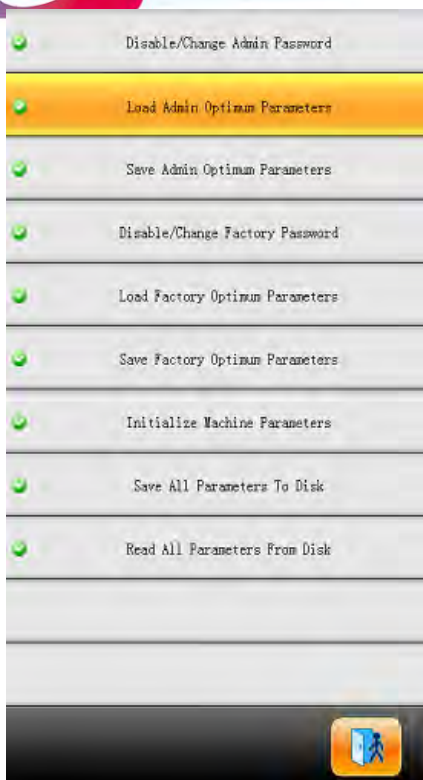 Disable/Change Admin Password
Load Admin Optimum Parameters
Save Admin Optimum Parameters
Disable/Change Factory Password
Load Factory Optimum Parameters
Save Factory Optimum Parameters
Initialize Machine Parameters
Save All Parameters To Disk
Read All Parameters From Disk